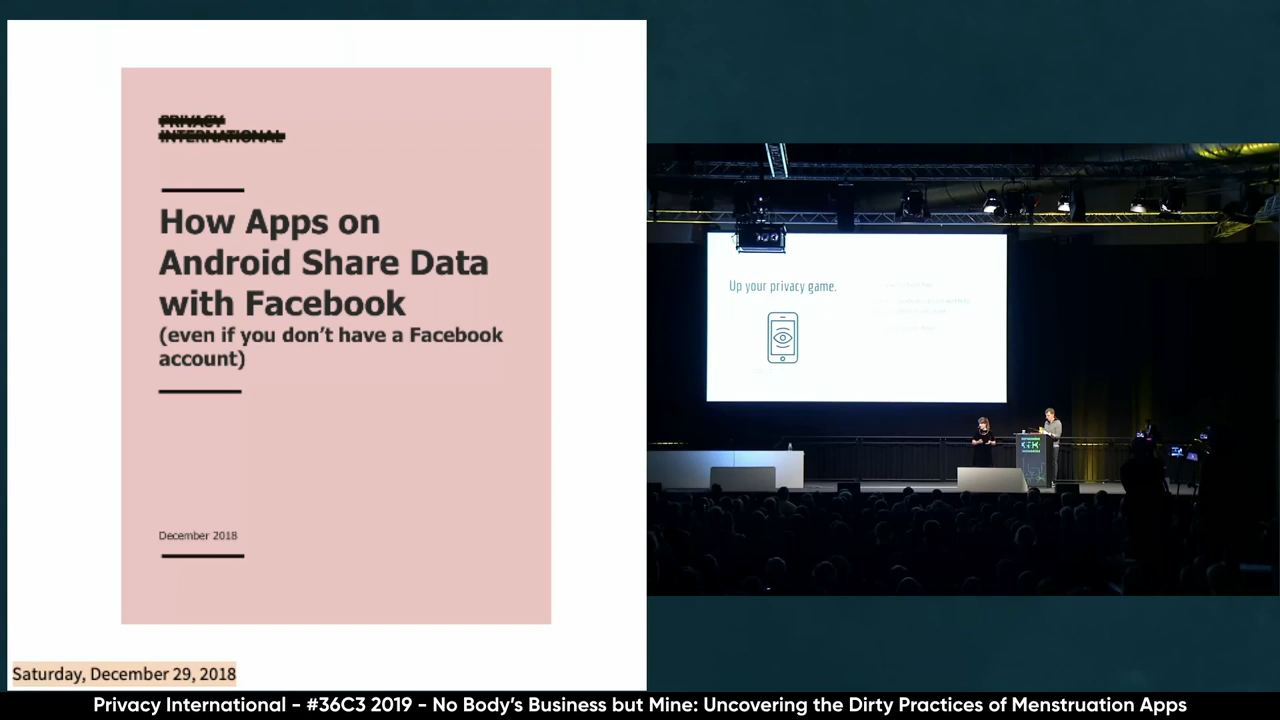 PRIVACY
INTERNATIONAL
How Apps on
Android Share Data
with Facebook
(even if you don't have a Facebook
account)
December 2018
Saturday, December 29, 2018
Up your privacy game.
Privacy International - #36C3 2019 - No Body's Business but Mine: Uncovering the Dirty Practices of Menstruation Apps